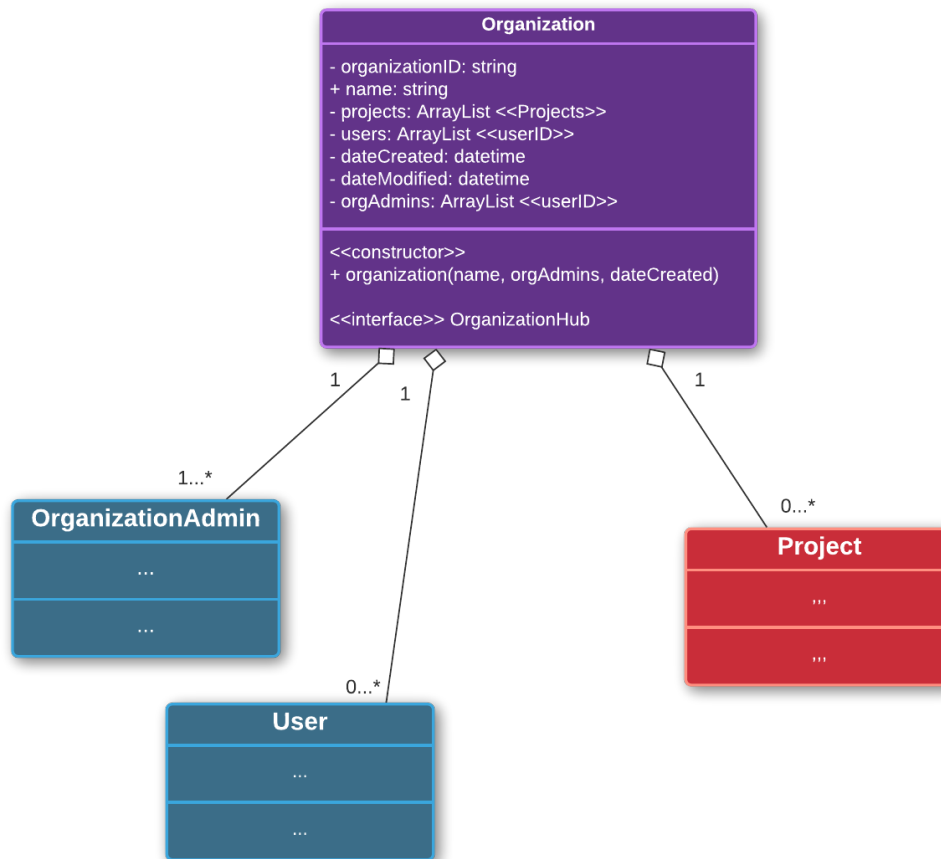 Organization
- organizationID: string
+ name: string
- projects: ArrayList <<Projects>>
- users: ArrayList <<userID>>
- dateCreated: datetime
- dateModified: datetime
- orgAdmins: ArrayList <<userID>>
<<constructor>>
+ organization(name, orgAdmins, dateCreated)
<<interface>> OrganizationHub
1
1
1
1...*
0...*
OrganizationAdmin
...
...
Project
,,,
,,,
0...*
User
...
...